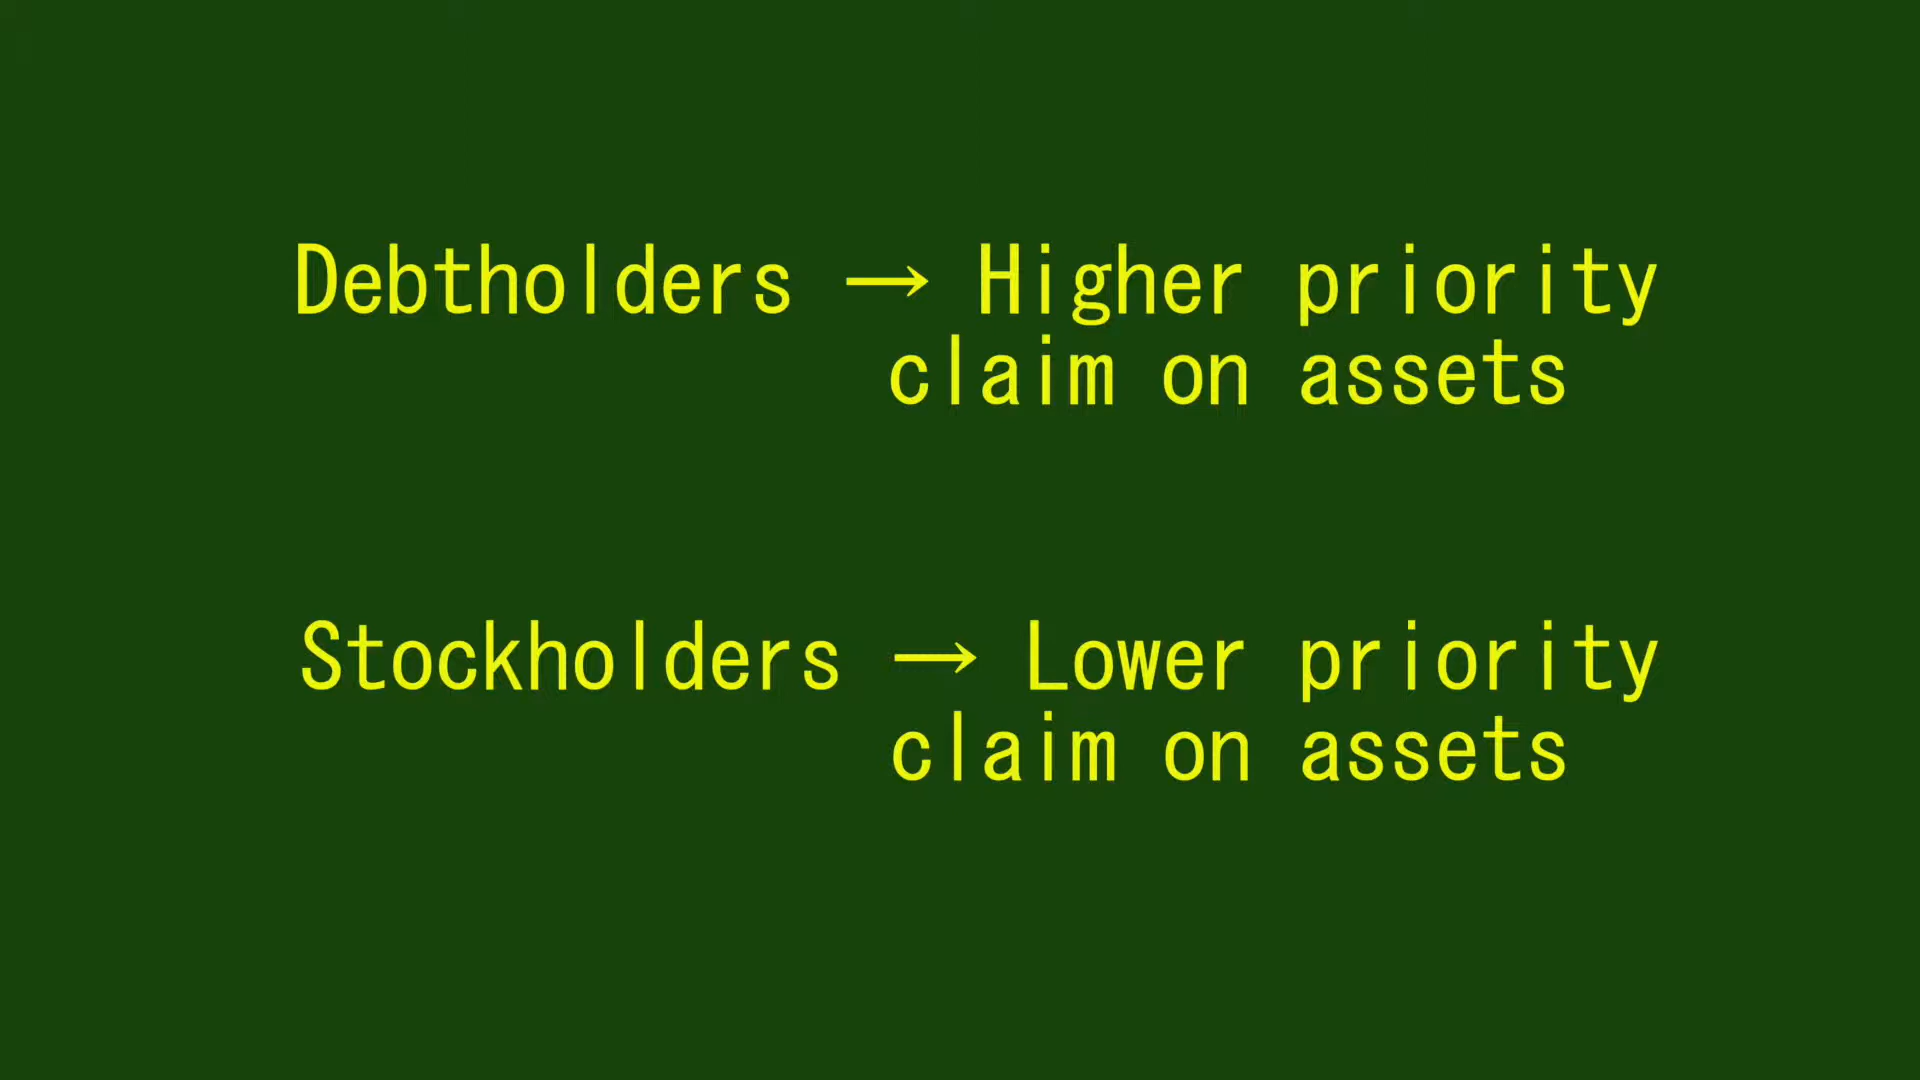 Debtholders → Higher priority
claim on assets
Stockholders → Lower priority
claim on assets